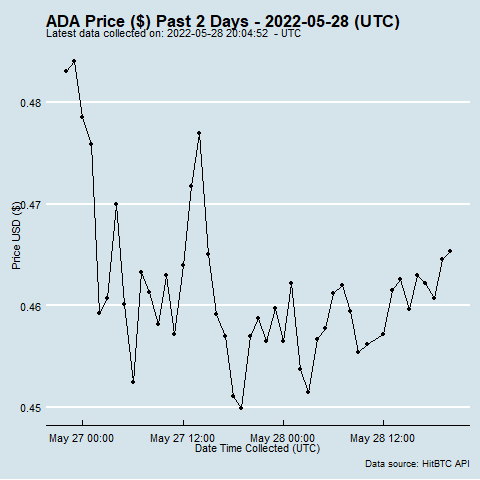 ADA Price ($) Past 2 Days - 2022-05-28 (UTC)
Latest data collected on: 2022-05-28 20:04:52 - UTC
0.48
0.47
0.46
0.45
Price USD ($)
May 27 00:00
May 27 12:00
May 28 00:00
May 28 12:00
Date Time Collected (UTC)
Data source: HitBTC API